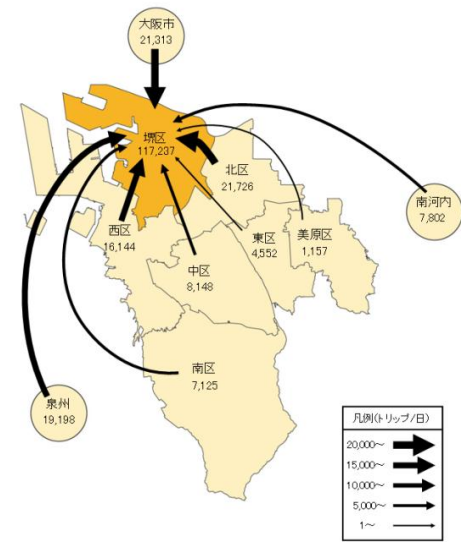 大阪市
21,313
堺区
117,237
北区
21,726
南河内
7,802
西区
16,144
東区
4,552
美原区
1,157
中区
8,148
南区
7,125
泉州
19,198
凡例(トリップ/日)
20,000～
15,000～
10,000～
5,000～
1～